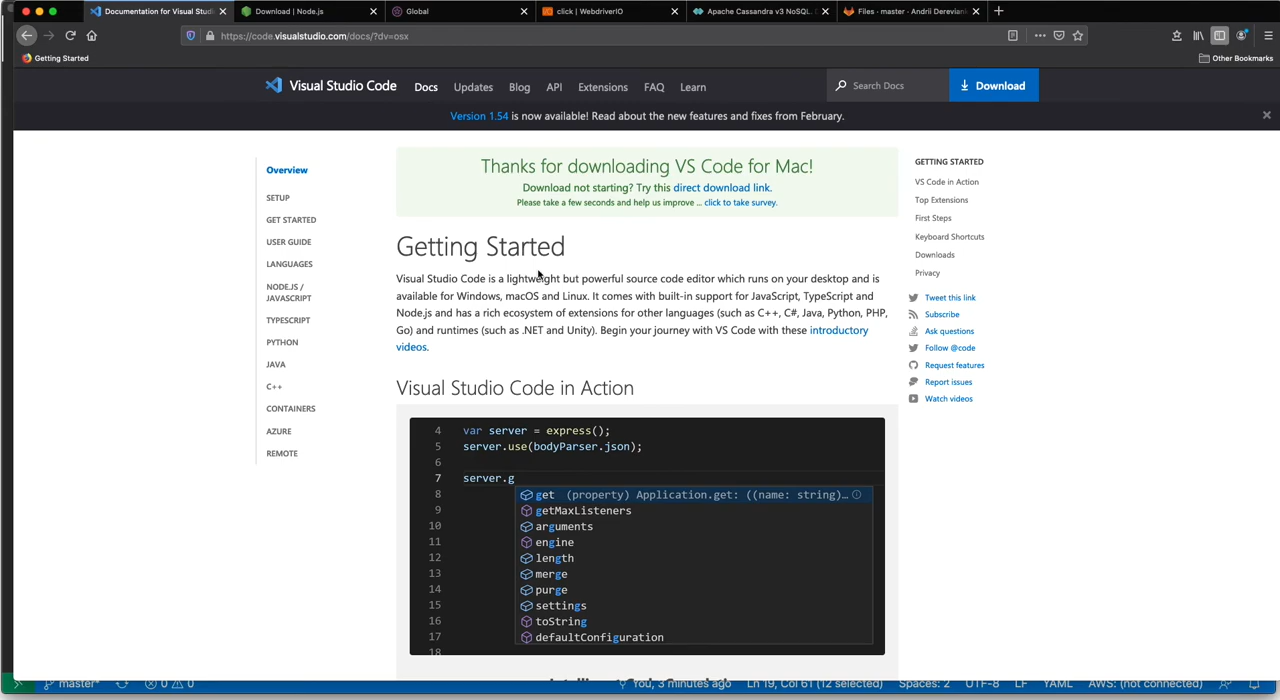 Documentation for Visual Studi
Download | Node.js
Global
click | WebdriverIO
Apache Cassandra v3 NoSQL
Files · master · Andrii Derevian
https://code.visualstudio.com/docs/?dv=osx
Getting Started
Other Bookmarks
Visual Studio Code
Docs
Updates
Blog
API
Extensions
FAQ
Learn
Search Docs
Download
Version 1.54 is now available! Read about the new features and fixes from February.
Overview
SETUP
GET STARTED
USER GUIDE
LANGUAGES
NODE.JS /
JAVASCRIPT
TYPESCRIPT
PYTHON
JAVA
C++
CONTAINERS
AZURE
REMOTE
Thanks for downloading VS Code for Mac!
Download not starting? Try this direct download link.
Please take a few seconds and help us improve ... click to take survey.
Getting Started
Visual Studio Code is a lightweight but powerful source code editor which runs on your desktop and is
available for Windows, macOS and Linux. It comes with built-in support for JavaScript, TypeScript and
Node.js and has a rich ecosystem of extensions for other languages (such as C++, C#, Java, Python, PHP,
Go) and runtimes (such as .NET and Unity). Begin your journey with VS Code with these introductory
videos.
Visual Studio Code in Action
4 var server = express();
5 server.use(bodyParser.json);
6
7 server.g
8 get (property) Application.get: ((name: string)…
9 getMaxListeners
10 arguments
11 engine
12 length
13 merge
14 purge
15 settings
16 toString
17 defaultConfiguration
18
GETTING STARTED
VS Code in Action
Top Extensions
First Steps
Keyboard Shortcuts
Downloads
Privacy
Tweet this link
Subscribe
Ask questions
Follow @code
Request features
Report issues
Watch videos
master*
0 0
You, 3 minutes ago
Ln 19, Col 61 (12 selected)
Spaces: 2
UTF-8
LF
YAML
AWS: (not connected)